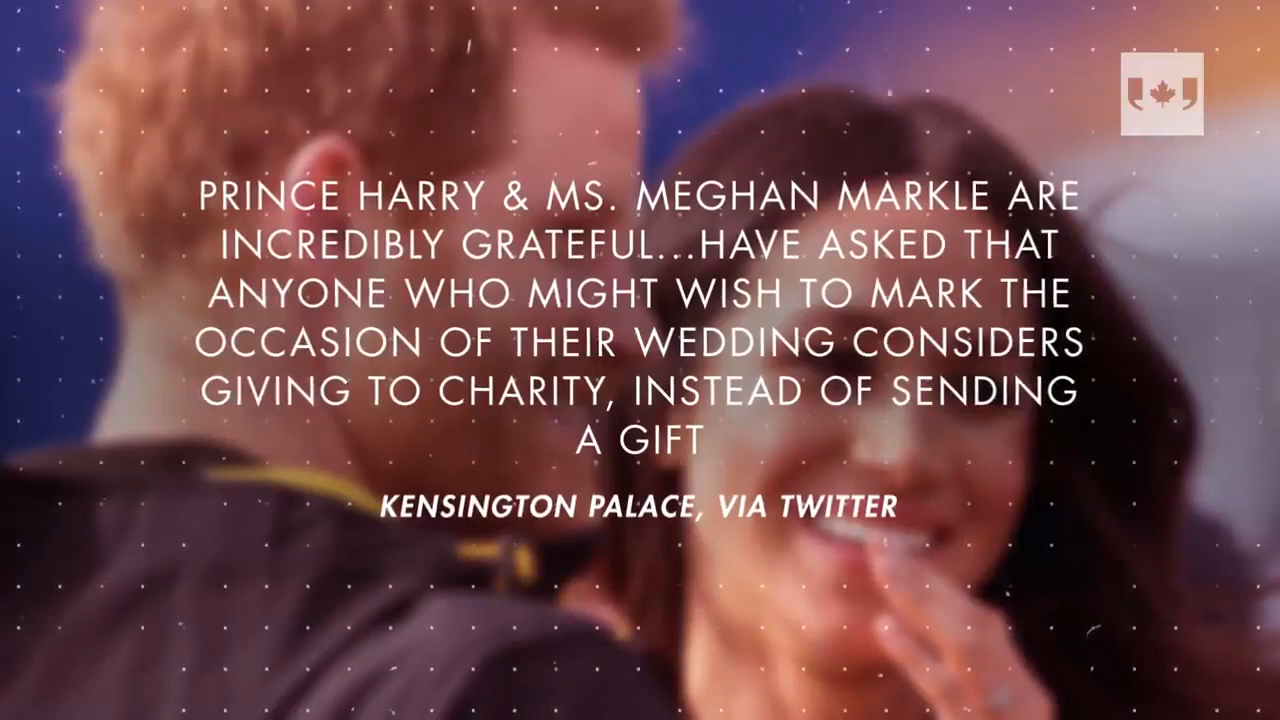 PRINCE HARRY & MS. MEGHAN MARKLE ARE
INCREDIBLY GRATEFUL...HAVE ASKED THAT
ANYONE WHO MIGHT WISH TO MARK THE
OCCASION OF THEIR WEDDING CONSIDERS
GIVING TO CHARITY, INSTEAD OF SENDING
A GIFT
KENSINGTON PALACE, VIA TWITTER